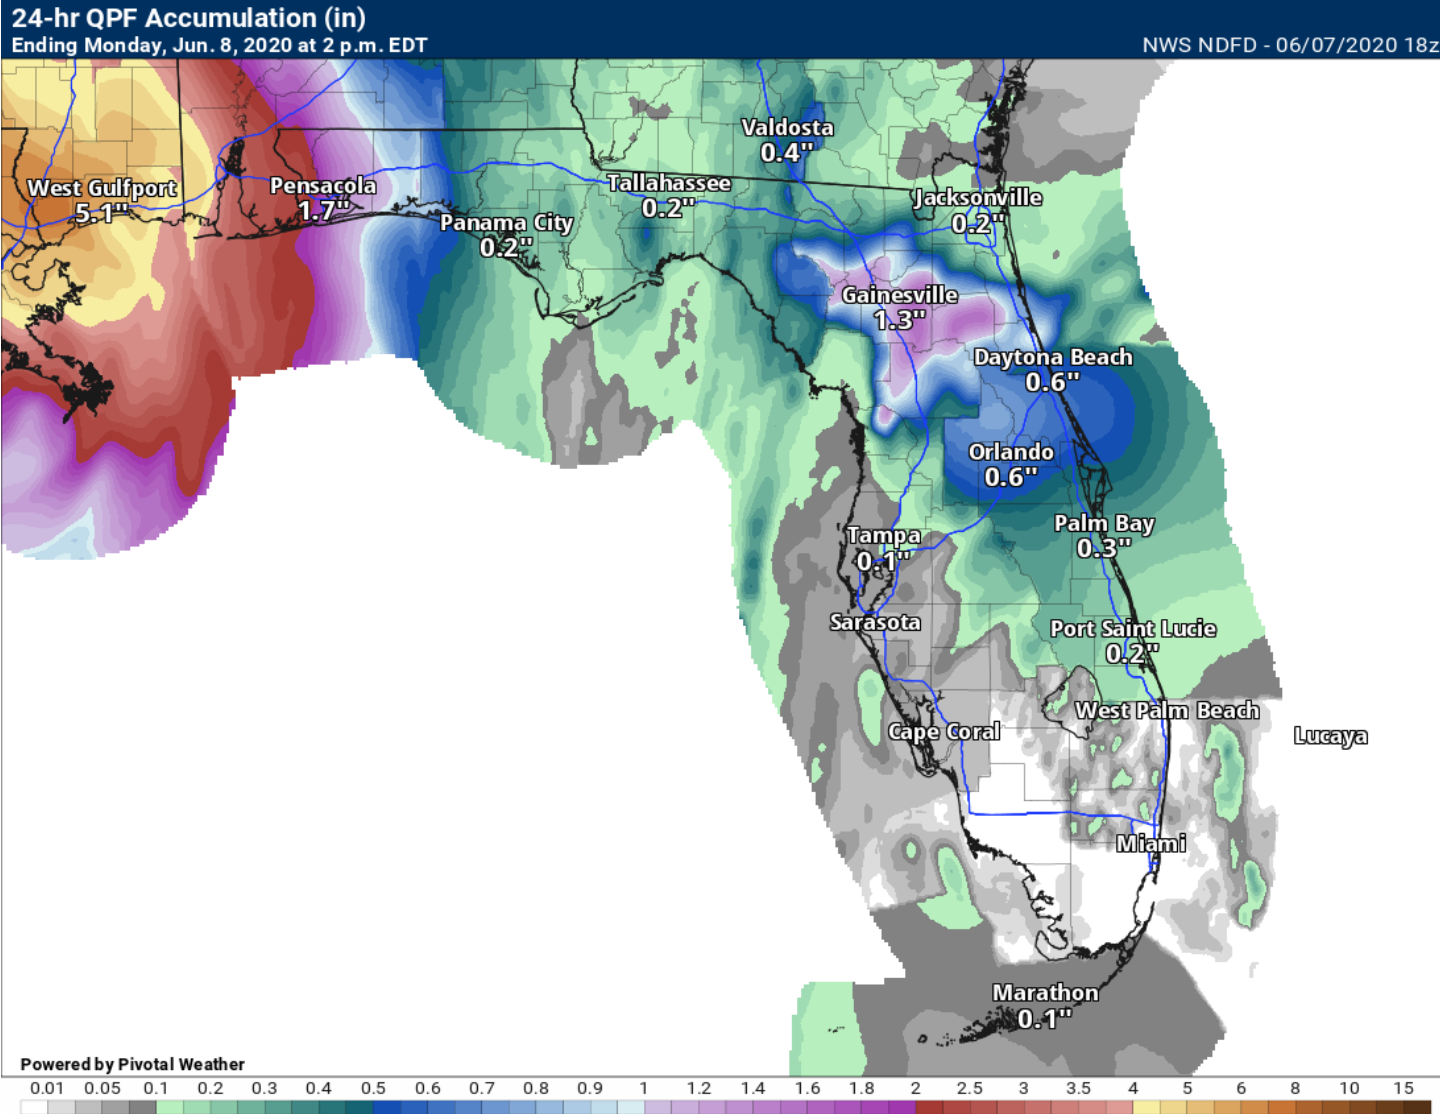 24-hr QPF Accumulation (in)
Ending Monday, Jun. 8, 2020 at 2 p.m. EDT
NWS NDFD - 06/07/2020 18z
Valdosta
0.4"
West Gulfport
5.1"
Pensacola
1.7"
Tallahassee
0.2"
Jacksonville
0.2"
Panama City
0.2"
Gainesville
1.3"
Daytona Beach
0.6"
Orlando
0.6"
Palm Bay
0.3"
Tampa
0.1"
Sarasota
Port Saint Lucie
0.2"
West Palm Beach
Cape Coral
Lucaya
Miami
Marathon
0.1"
Powered by Pivotal Weather
0.01 0.05 0.1 0.2 0.3 0.4 0.5 0.6 0.7 0.8 0.9 1 1.2 1.4 1.6 1.8 2 2.5 3 3.5 4 5 6 8 10 15